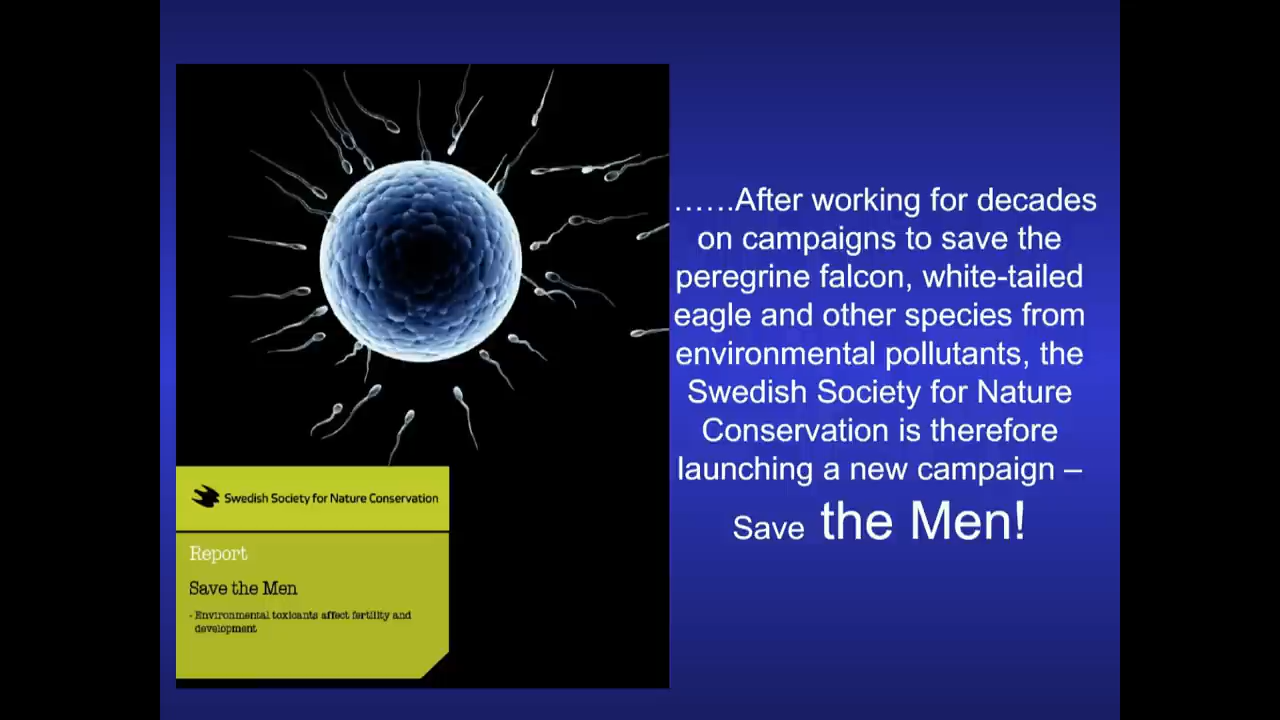 Swedish Society for Nature Conservation
Report
Save the Men
- Environmental toxicants affect fertility and
development
……After working for decades
on campaigns to save the
peregrine falcon, white-tailed
eagle and other species from
environmental pollutants, the
Swedish Society for Nature
Conservation is therefore
launching a new campaign –
Save the Men!